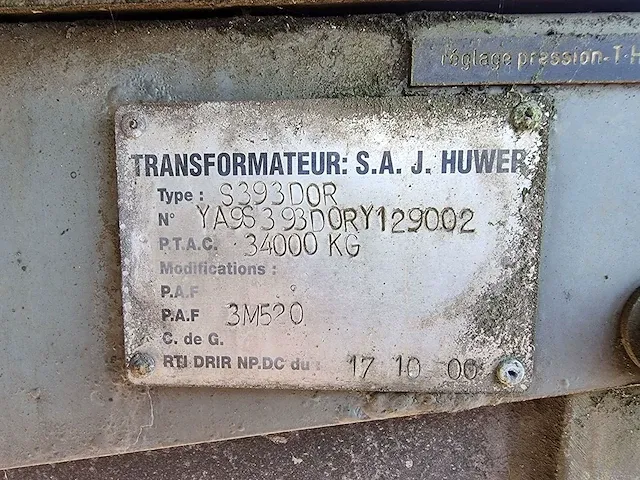 réglage pression-T-H
TRANSFORMATEUR: S.A. J. HUWER
Type : S393D0R
N° YA9S393D0RY129002
P.T.A.C. 34000 KG
Modifications :
P.A.F
P.A.F 3M520
C. de G.
RTI DRIR NP.DC du : 17 10 00